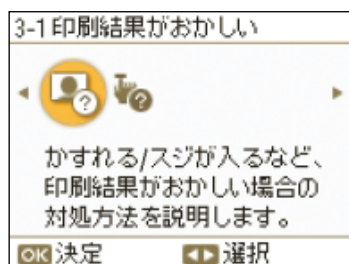 3-1 印刷結果がおかしい
かすれる/スジが入るなど、
印刷結果がおかしい場合の
対処方法を説明します。
OK 決定 選択